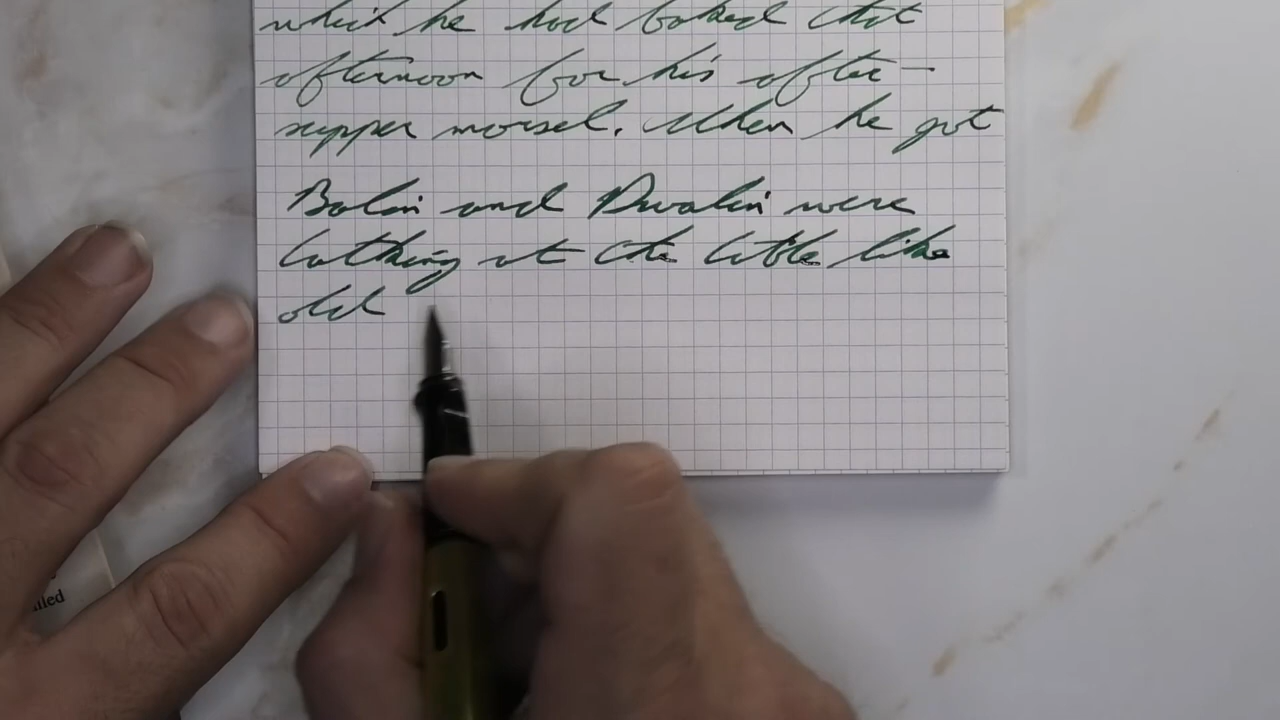 which he had baked that
afternoon for his after-
supper morsel. When he got
Balin and Dwalin were
talking at the table like
old